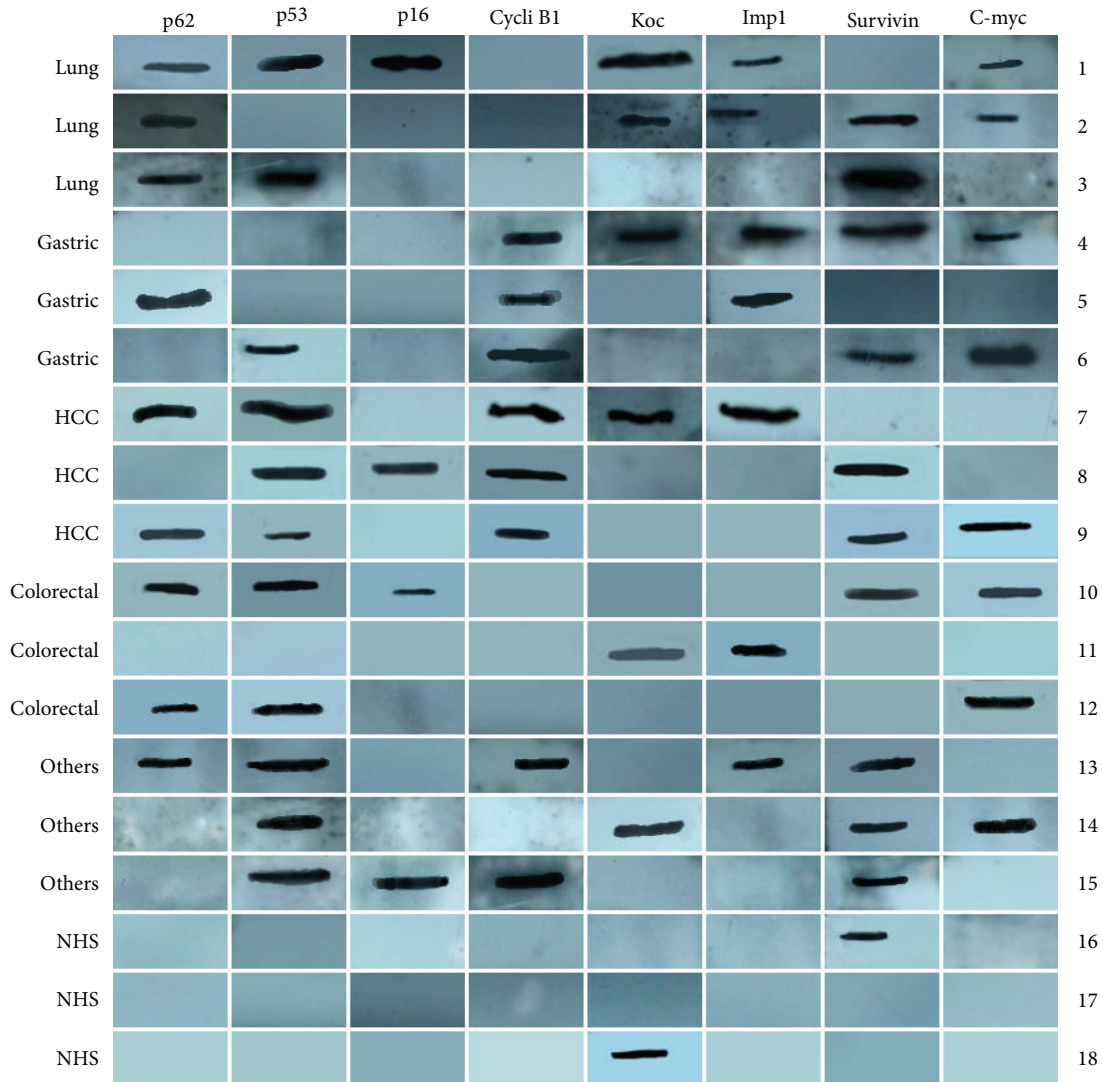 p62 p53 p16 Cycli B1 Koc Imp1 Survivin C-myc
Lung 1
Lung 2
Lung 3
Gastric 4
Gastric 5
Gastric 6
HCC 7
HCC 8
HCC 9
Colorectal 10
Colorectal 11
Colorectal 12
Others 13
Others 14
Others 15
NHS 16
NHS 17
NHS 18